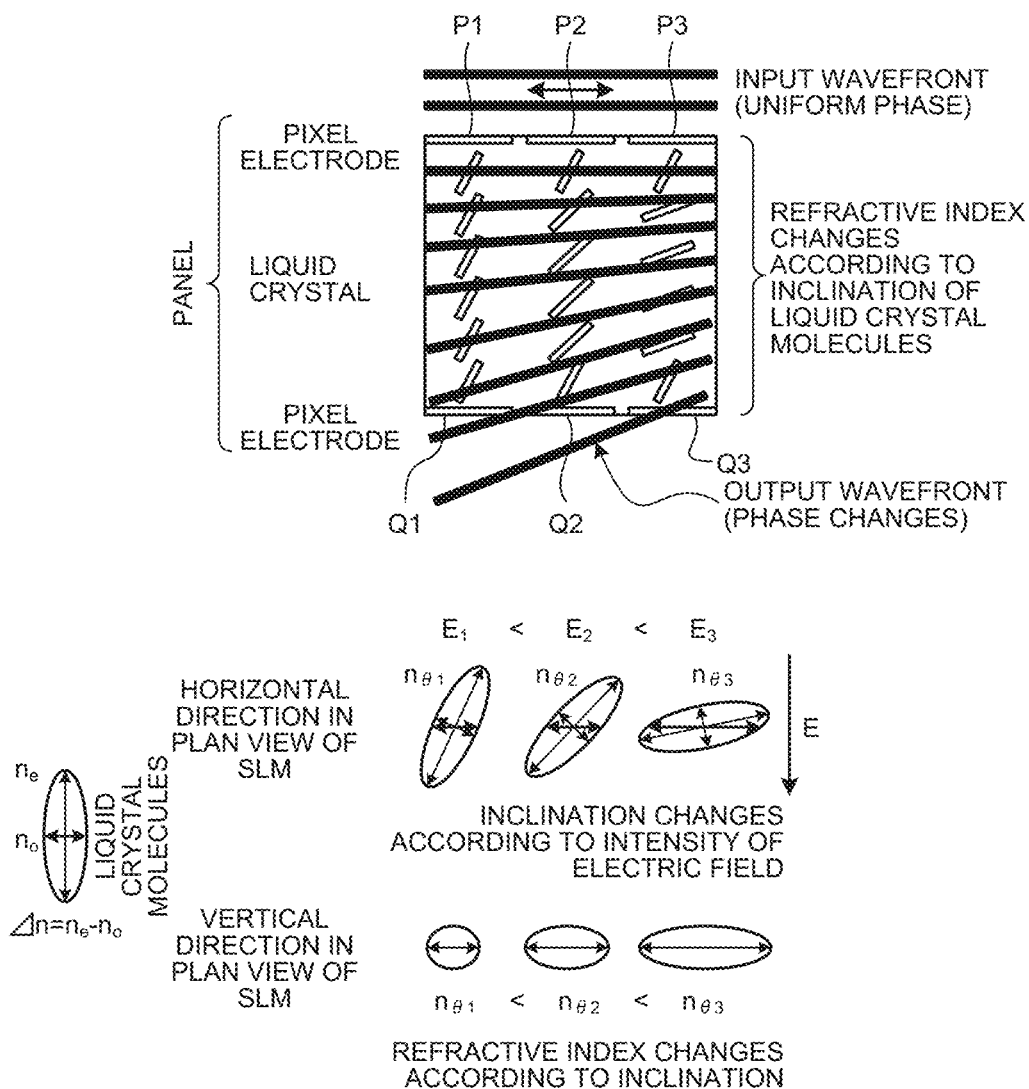 P1 P2 P3
INPUT WAVEFRONT
(UNIFORM PHASE)
PANEL
PIXEL
ELECTRODE
LIQUID
CRYSTAL
PIXEL
ELECTRODE
REFRACTIVE INDEX
CHANGES
ACCORDING TO
INCLINATION OF
LIQUID CRYSTAL
MOLECULES
Q1 Q2 Q3
OUTPUT WAVEFRONT
(PHASE CHANGES)
E1 < E2 < E3
HORIZONTAL
DIRECTION IN
PLAN VIEW OF
SLM
nθ1 nθ2 nθ3
E
INCLINATION CHANGES
ACCORDING TO INTENSITY OF
ELECTRIC FIELD
ne
no
LIQUID
CRYSTAL
MOLECULES
⊿n=ne-no
VERTICAL
DIRECTION IN
PLAN VIEW OF
SLM
nθ1 < nθ2 < nθ3
REFRACTIVE INDEX CHANGES
ACCORDING TO INCLINATION